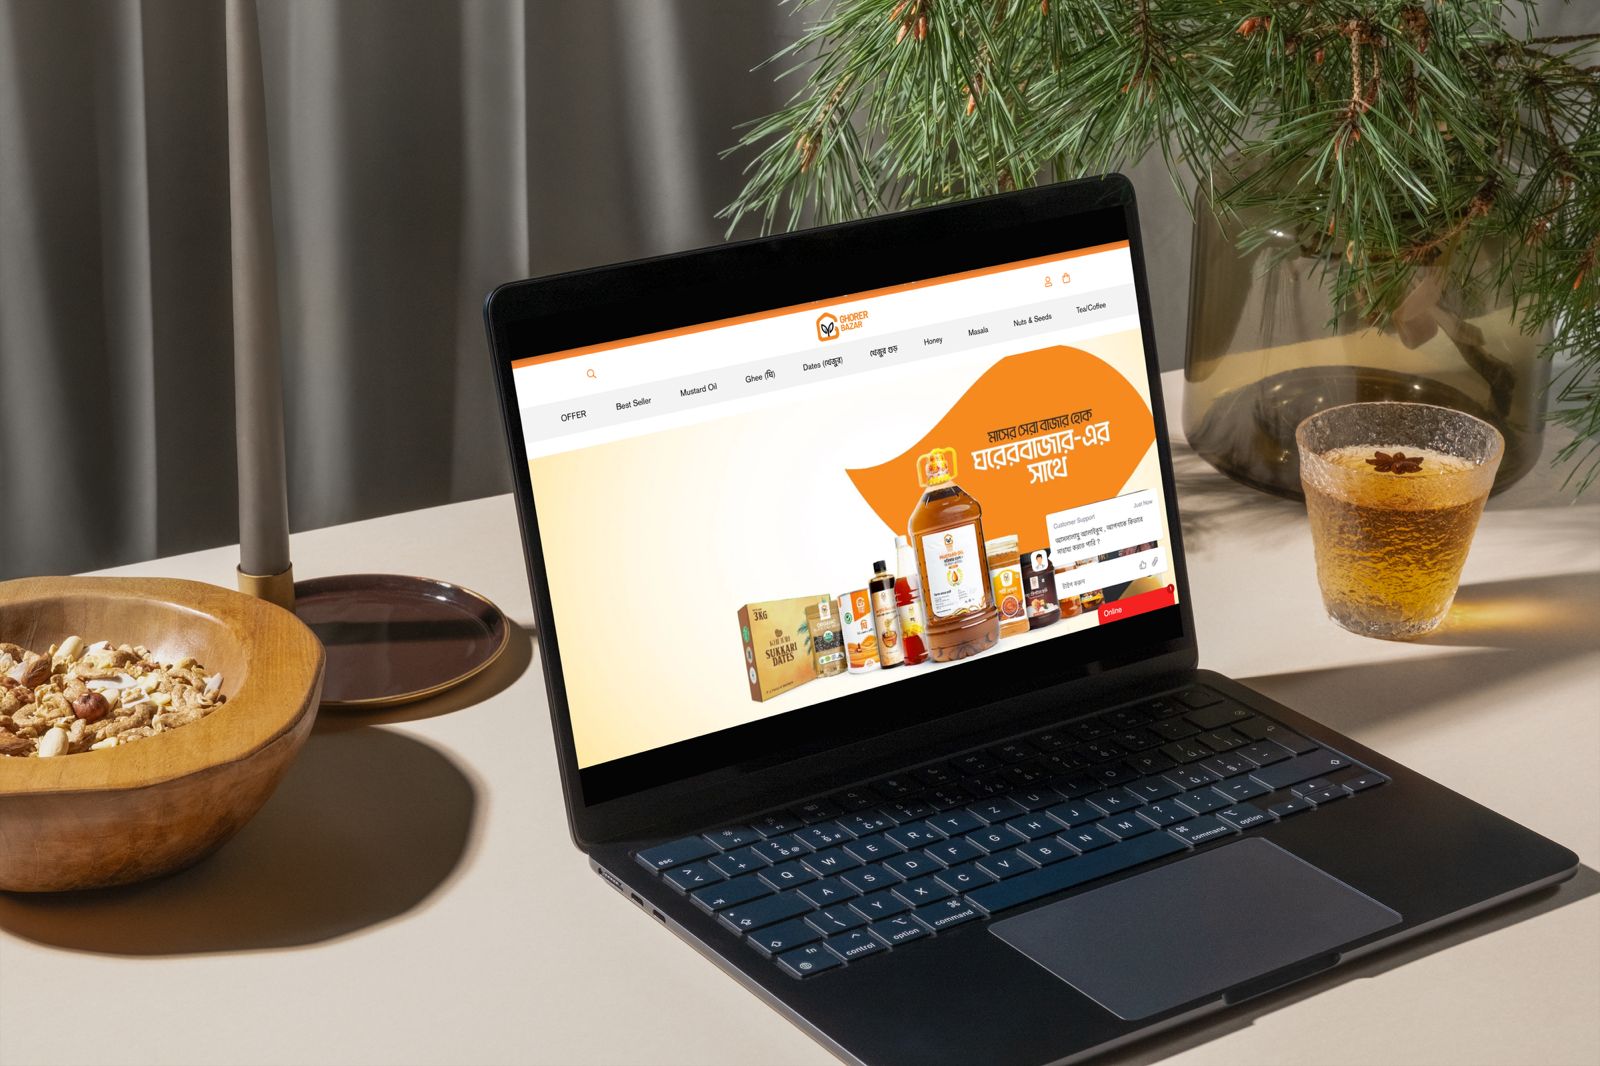 GHORER
BAZAR
OFFER
Best Seller
Mustard Oil
Ghee (ঘি)
Dates (খেজুর)
খেজুর গুড়
Honey
Masala
Nuts & Seeds
Tea/Coffee
মাসের সেরা বাজার হোক
ঘরেরবাজার-এর
সাথে
Customer Support
Just Now
আসসালামু আলাইকুম, আপনাকে কিভাবে
সাহায্য করতে পারি ?
টাইপ করুন
Online
3KG
SUKKARI
DATES
ঘি
MUSTARD OIL
esc
Q
W
E
R
T
Z
U
I
O
P
A
S
D
F
G
H
J
K
L
Y
X
C
V
B
N
M
fn
control
option
command
command
option